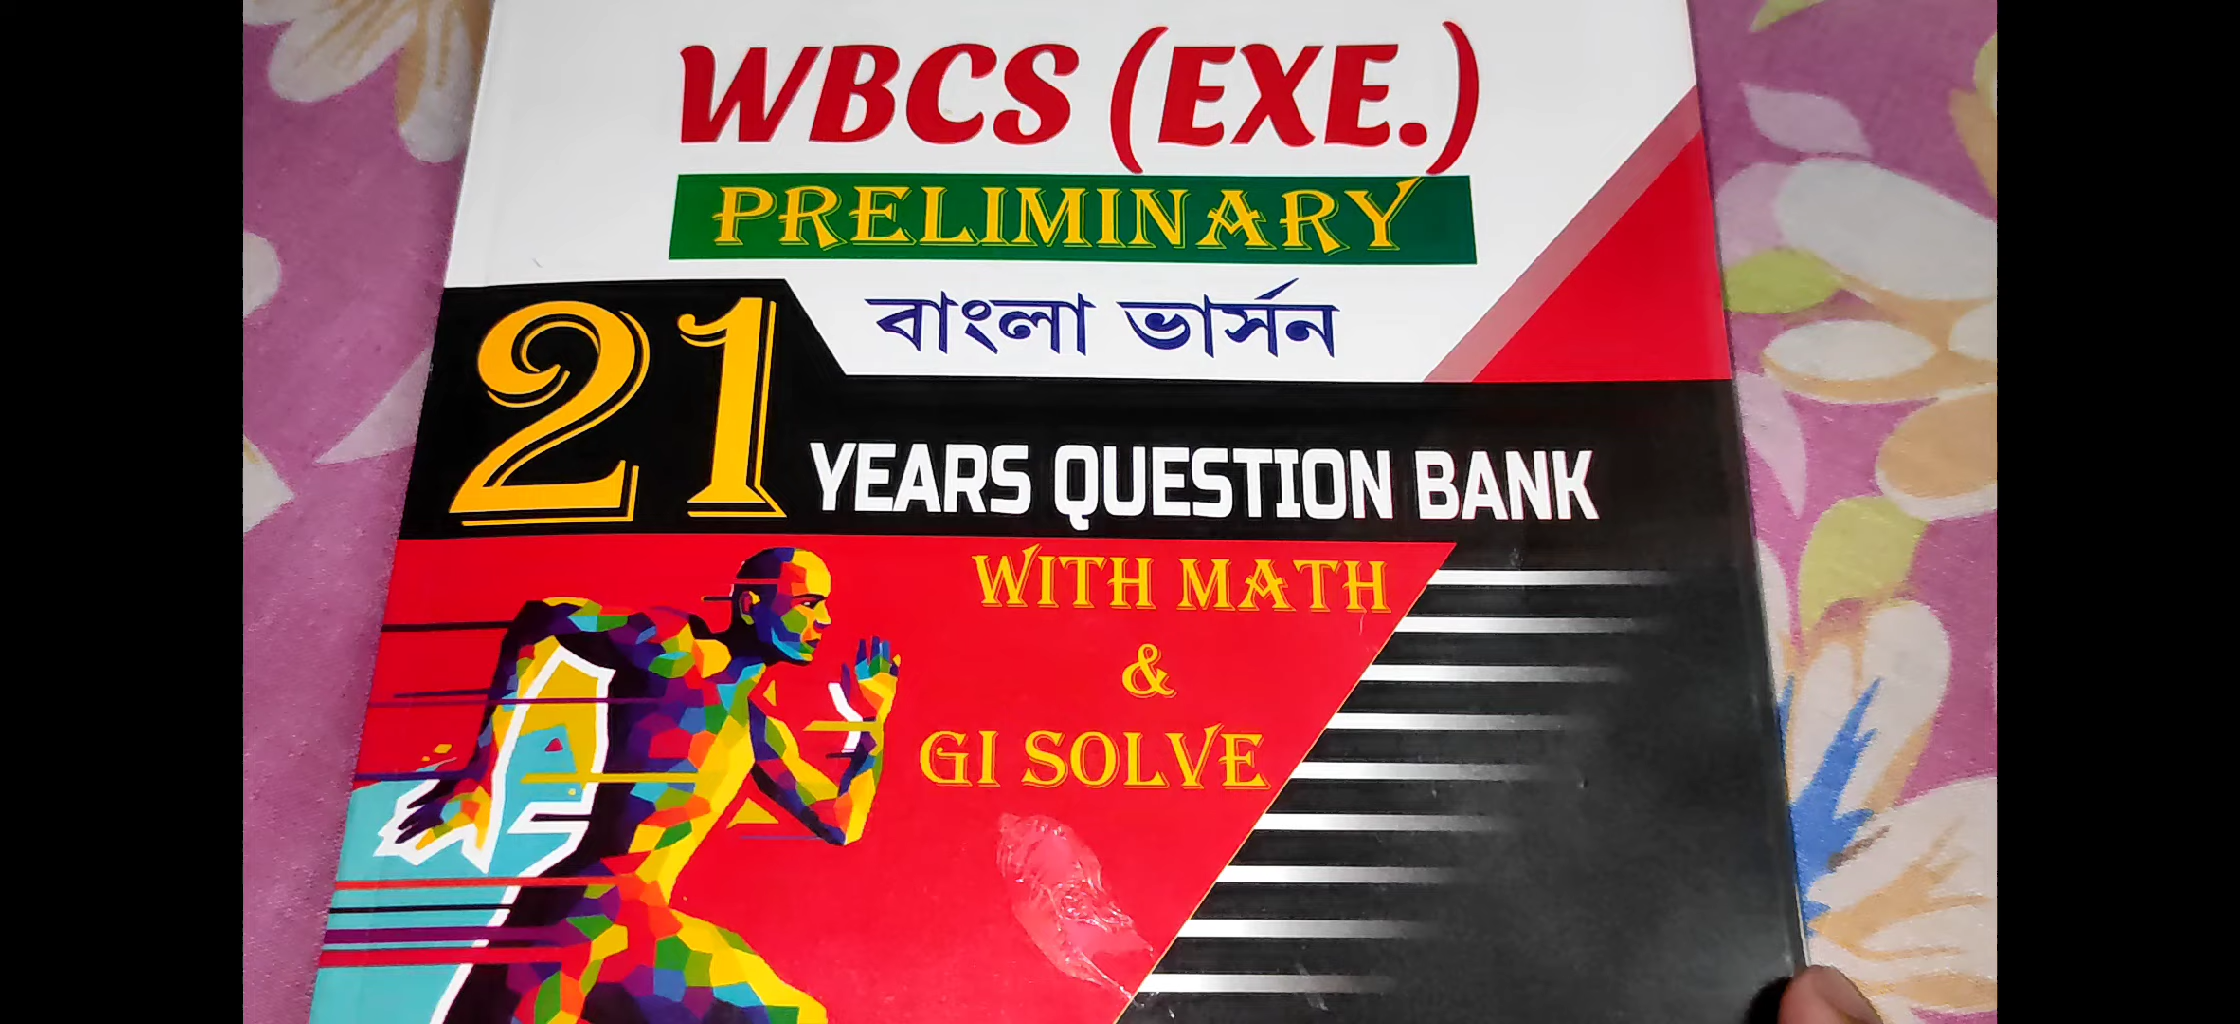 WBCS (EXE.)
PRELIMINARY
বাংলা ভার্সন
21 YEARS QUESTION BANK
WITH MATH
&
GI SOLVE